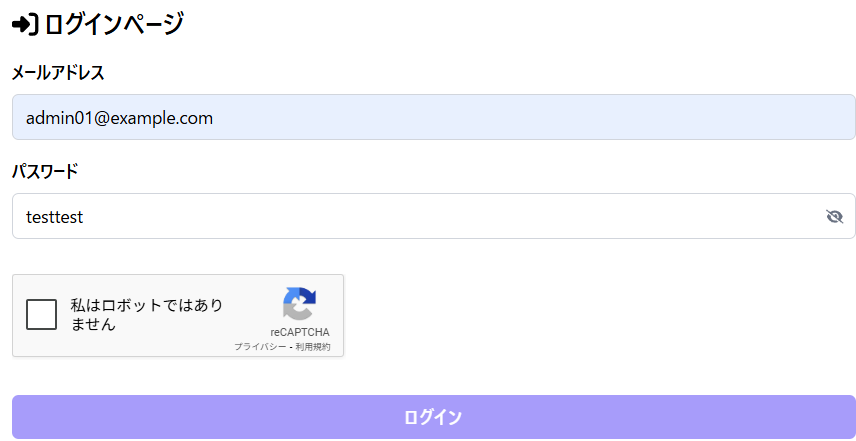 ログインページ
メールアドレス
admin01@example.com
パスワード
testtest
私はロボットではあり
ません
reCAPTCHA
プライバシー - 利用規約
ログイン